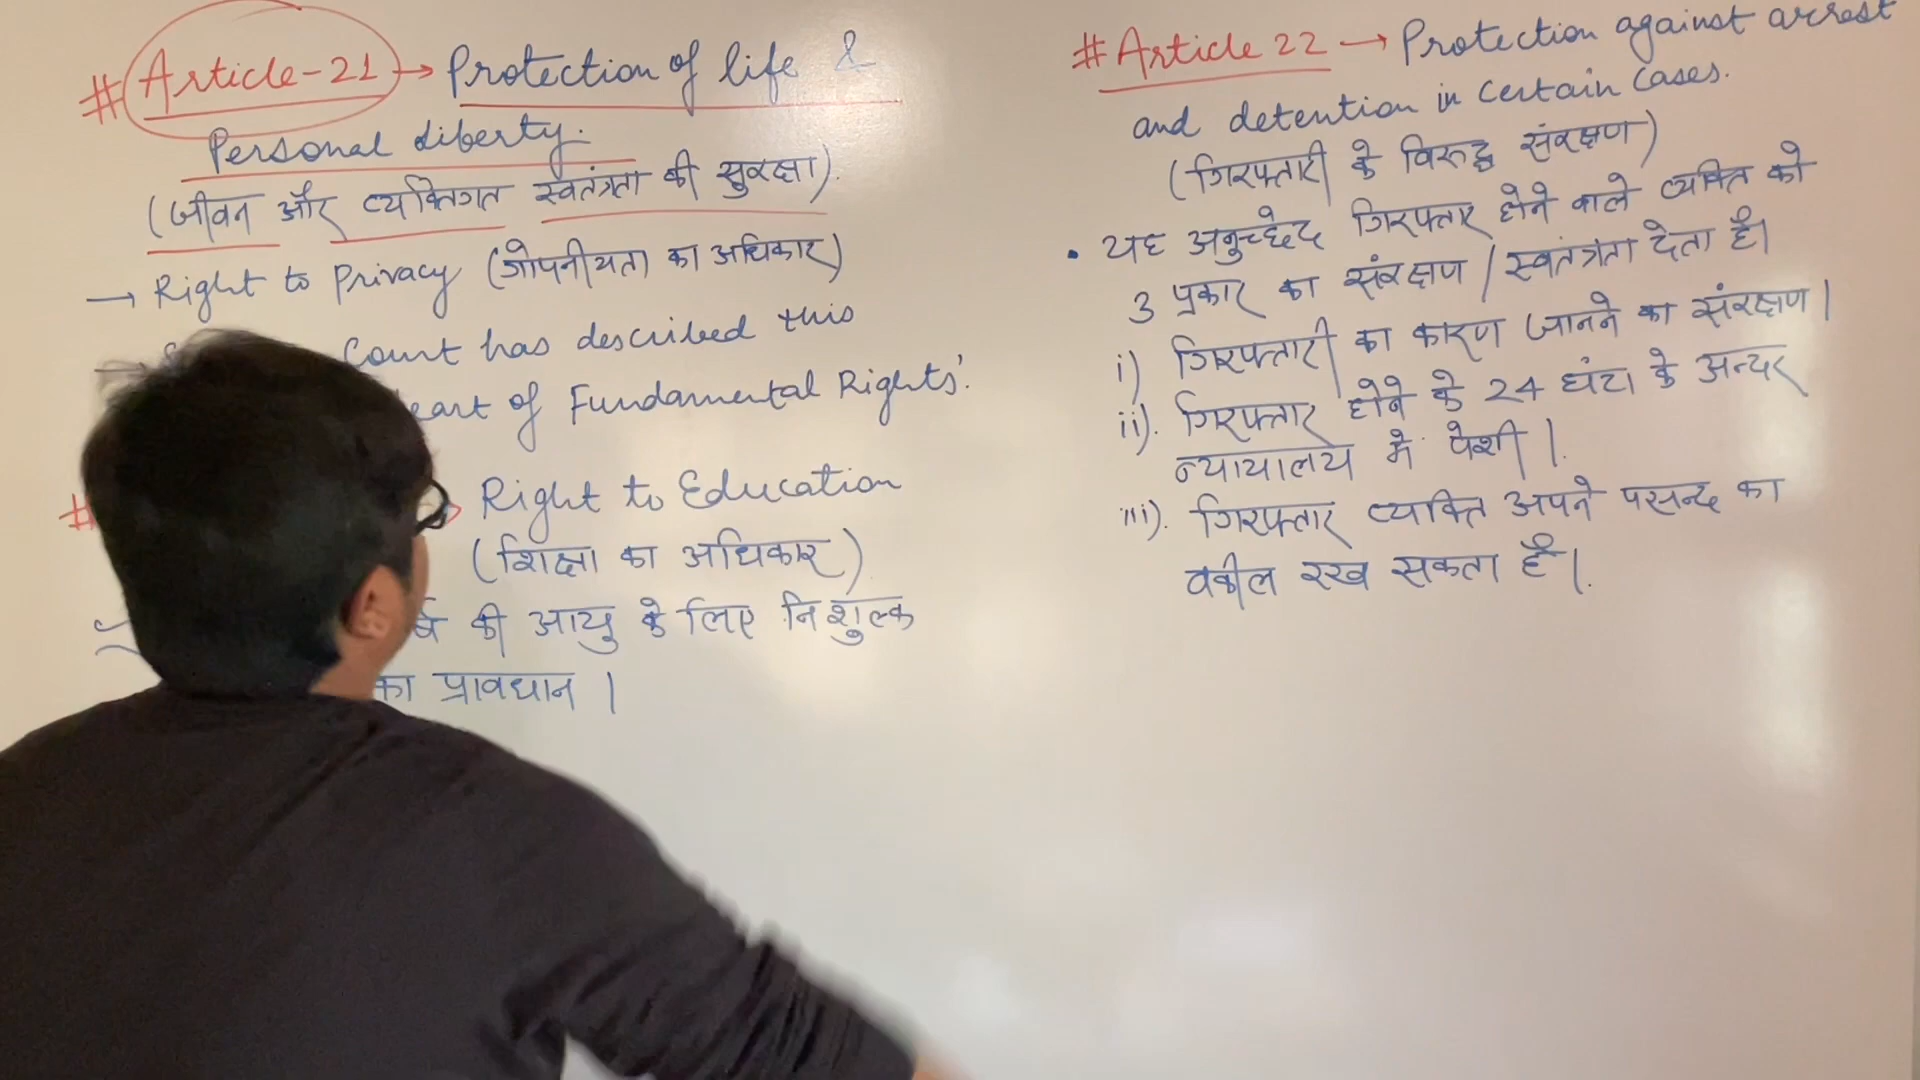 # Article-21 → Protection of life &
Personal liberty.
(जीवन और व्यक्तिगत स्वतंत्रता की सुरक्षा).
→ Right to Privacy (गोपनीयता का अधिकार)
Court has described this
of Fundamental Rights'.
# Right to Education
(शिक्षा का अधिकार)
की आयु के लिए निशुल्क
का प्रावधान |
# Article 22 → Protection against arrest
and detention in certain cases.
(गिरफ्तारी के विरुद्ध संरक्षण)
• यह अनुच्छेद गिरफ्तार होने वाले व्यक्ति को
3 प्रकार का संरक्षण / स्वतंत्रता देता है।
i) गिरफ्तारी का कारण जानने का संरक्षण |
ii). गिरफ्तार होने के 24 घंटा के अन्दर
न्यायालय में पेशी |.
iii). गिरफ्तार व्यक्ति अपने पसन्द का
वकील रख सकता है |.